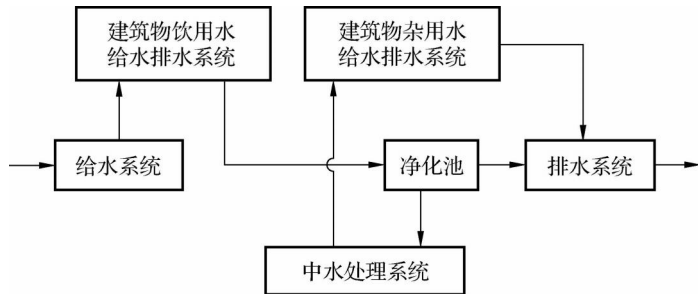 建筑物饮用水
给水排水系统
建筑物杂用水
给水排水系统
给水系统
净化池
排水系统
中水处理系统